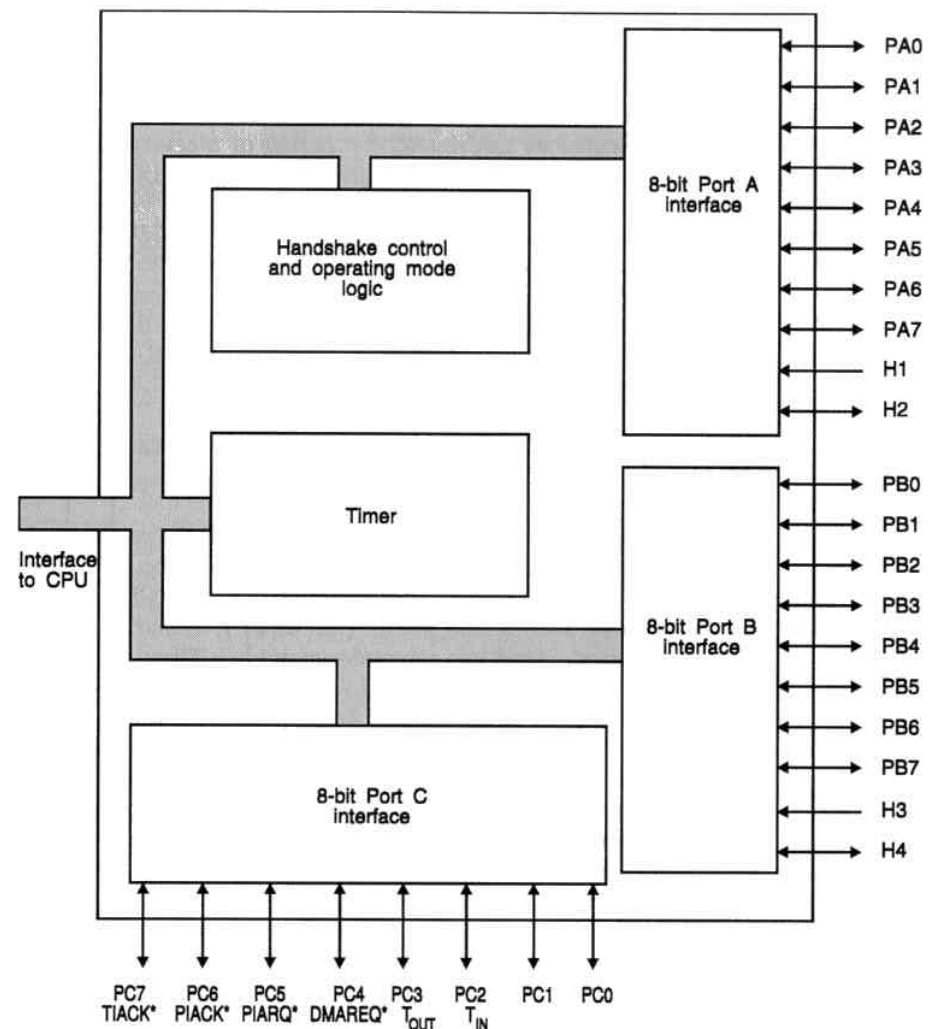 PA0
PA1
PA2
PA3
8-bit Port A
interface
PA4
PA5
PA6
PA7
H1
H2
Handshake control
and operating mode
logic
Timer
Interface
to CPU
PB0
PB1
PB2
PB3
8-bit Port B
interface
PB4
PB5
PB6
PB7
H3
H4
8-bit Port C
interface
PC7 PC6 PC5 PC4 PC3 PC2 PC1 PC0
TIACK* PIACK* PIARQ* DMAREQ* TOUT TIN